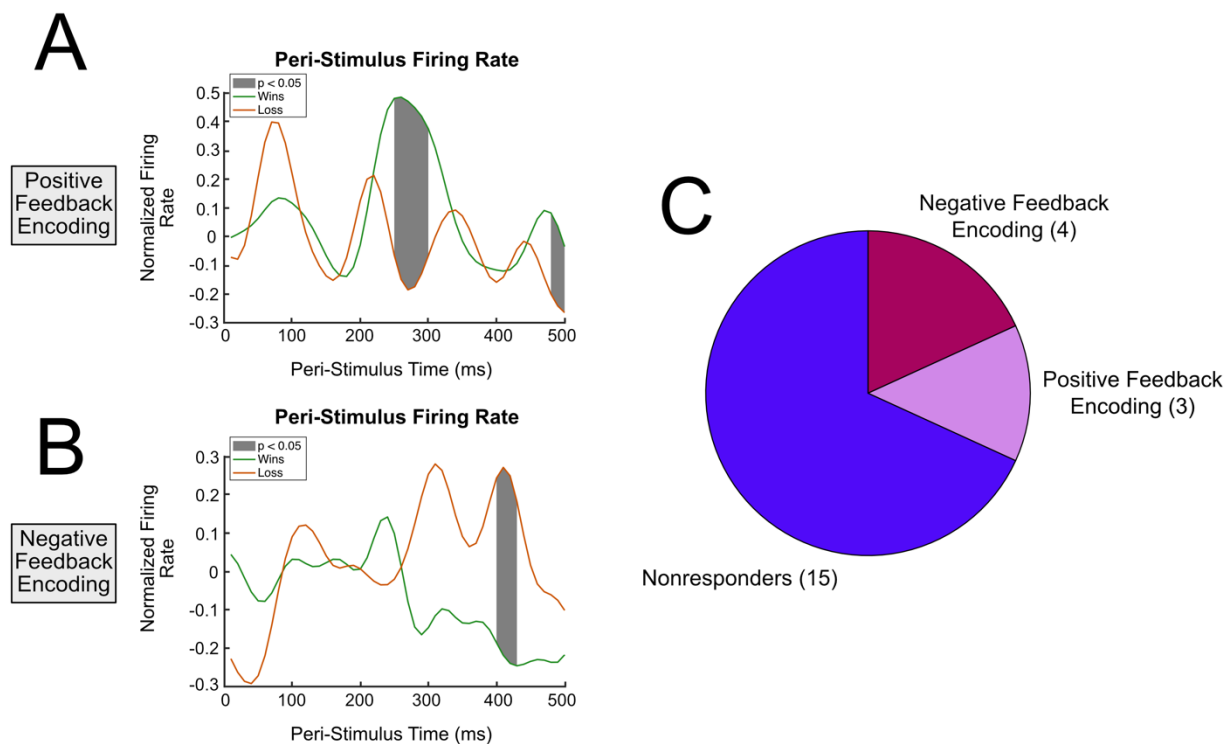 A
Peri-Stimulus Firing Rate
p < 0.05
Wins
Loss
Positive
Feedback
Encoding
Normalized Firing
Rate
0.5
0.4
0.3
0.2
0.1
0
-0.1
-0.2
-0.3
0 100 200 300 400 500
Peri-Stimulus Time (ms)
B
Peri-Stimulus Firing Rate
p < 0.05
Wins
Loss
Negative
Feedback
Encoding
Normalized Firing
Rate
0.3
0.2
0.1
0
-0.1
-0.2
-0.3
0 100 200 300 400 500
Peri-Stimulus Time (ms)
C
Negative Feedback
Encoding (4)
Positive Feedback
Encoding (3)
Nonresponders (15)